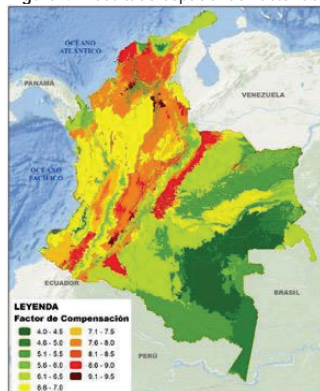 OCÉANO
ATLÁNTICO
PANAMÁ
VENEZUELA
OCÉANO
PACÍFICO
ECUADOR
BRASIL
PERÚ
LEYENDA
Factor de Compensación
4.0 - 4.5
4.6 - 5.0
5.1 - 5.5
5.6 - 6.0
6.1 - 6.5
6.6 - 7.0
7.1 - 7.5
7.6 - 8.0
8.1 - 8.5
8.6 - 9.0
9.1 - 9.5